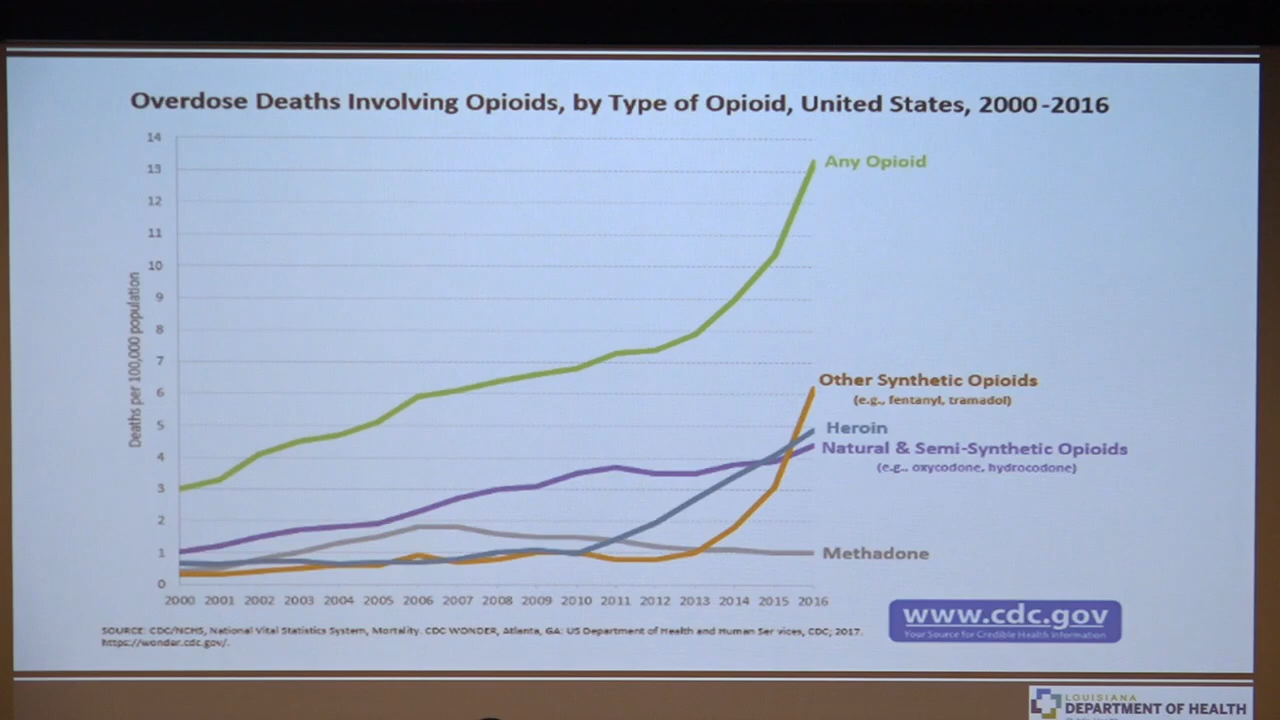 Overdose Deaths Involving Opioids, by Type of Opioid, United States, 2000-2016
14
13
12
11
10
9
8
7
6
5
4
3
2
1
0
Deaths per 100,000 population
Any Opioid
Other Synthetic Opioids
(e.g., fentanyl, tramadol)
Heroin
Natural & Semi-Synthetic Opioids
(e.g., oxycodone, hydrocodone)
Methadone
2000 2001 2002 2003 2004 2005 2006 2007 2008 2009 2010 2011 2012 2013 2014 2015 2016
SOURCE: CDC/NCHS, National Vital Statistics System, Mortality. CDC WONDER, Atlanta, GA: US Department of Health and Human Services, CDC; 2017.
https://wonder.cdc.gov/.
www.cdc.gov
Your Source for Credible Health Information
LOUISIANA
DEPARTMENT OF HEALTH